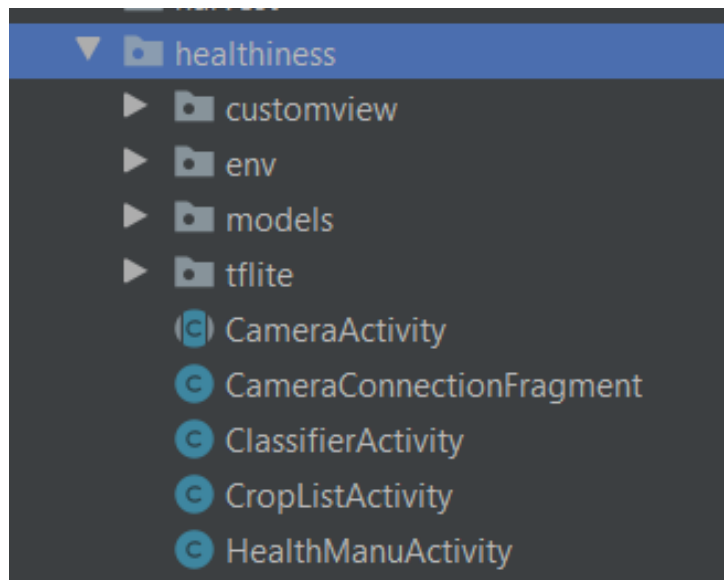 healthiness
customview
env
models
tflite
CameraActivity
CameraConnectionFragment
ClassifierActivity
CropListActivity
HealthManuActivity